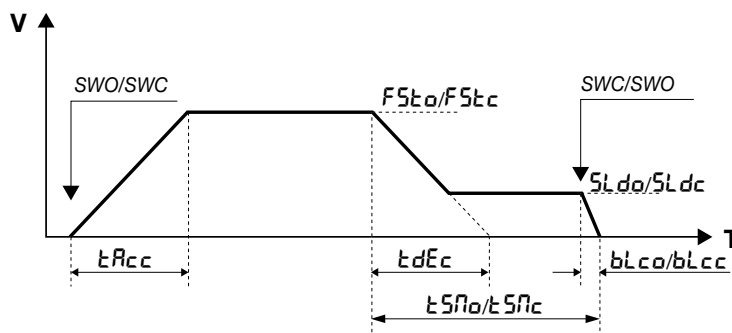 V
SWO/SWC
SWC/SWO
FSto/FStc
SLdo/SLdc
T
tAcc
tdEc
bLco/bLcc
tSMo/tSMc